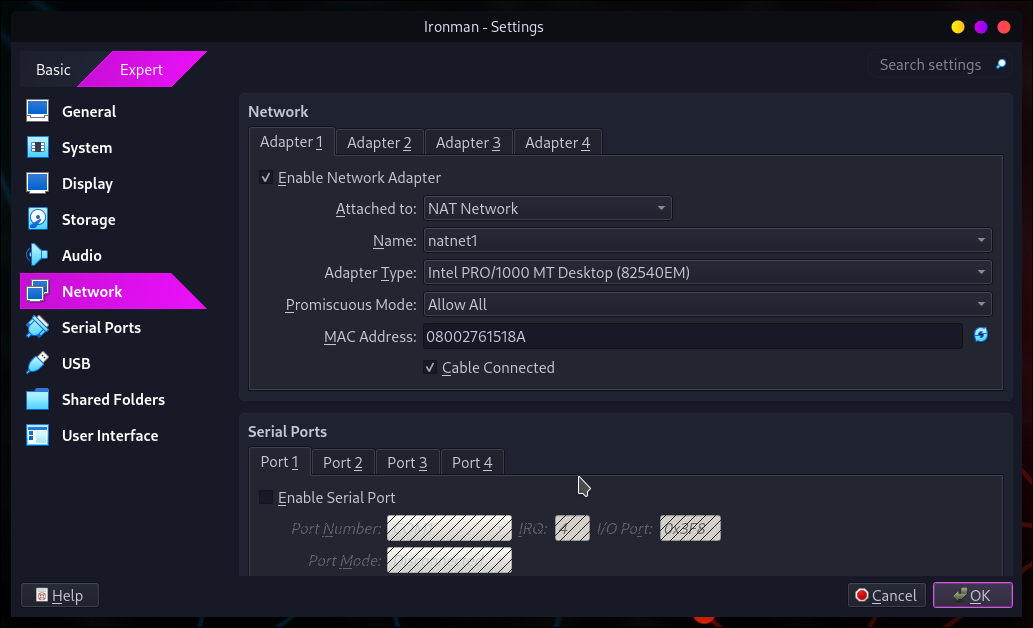 Ironman - Settings
Basic
Expert
Search settings
General
System
Display
Storage
Audio
Network
Serial Ports
USB
Shared Folders
User Interface
Network
Adapter 1 Adapter 2 Adapter 3 Adapter 4
Enable Network Adapter
Attached to: NAT Network
Name: natnet1
Adapter Type: Intel PRO/1000 MT Desktop (82540EM)
Promiscuous Mode: Allow All
MAC Address: 08002761518A
Cable Connected
Serial Ports
Port 1 Port 2 Port 3 Port 4
Enable Serial Port
Port Number: IRQ: 4 I/O Port: 0x3F8
Port Mode:
Help
Cancel
OK